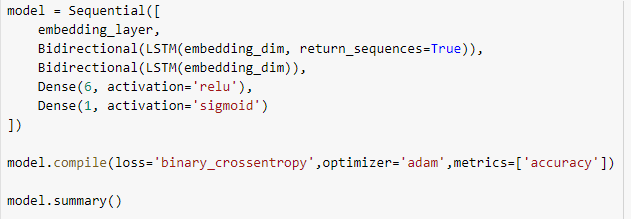 model = Sequential([
    embedding_layer,
    Bidirectional(LSTM(embedding_dim, return_sequences=True)),
    Bidirectional(LSTM(embedding_dim)),
    Dense(6, activation='relu'),
    Dense(1, activation='sigmoid')
])

model.compile(loss='binary_crossentropy',optimizer='adam',metrics=['accuracy'])

model.summary()